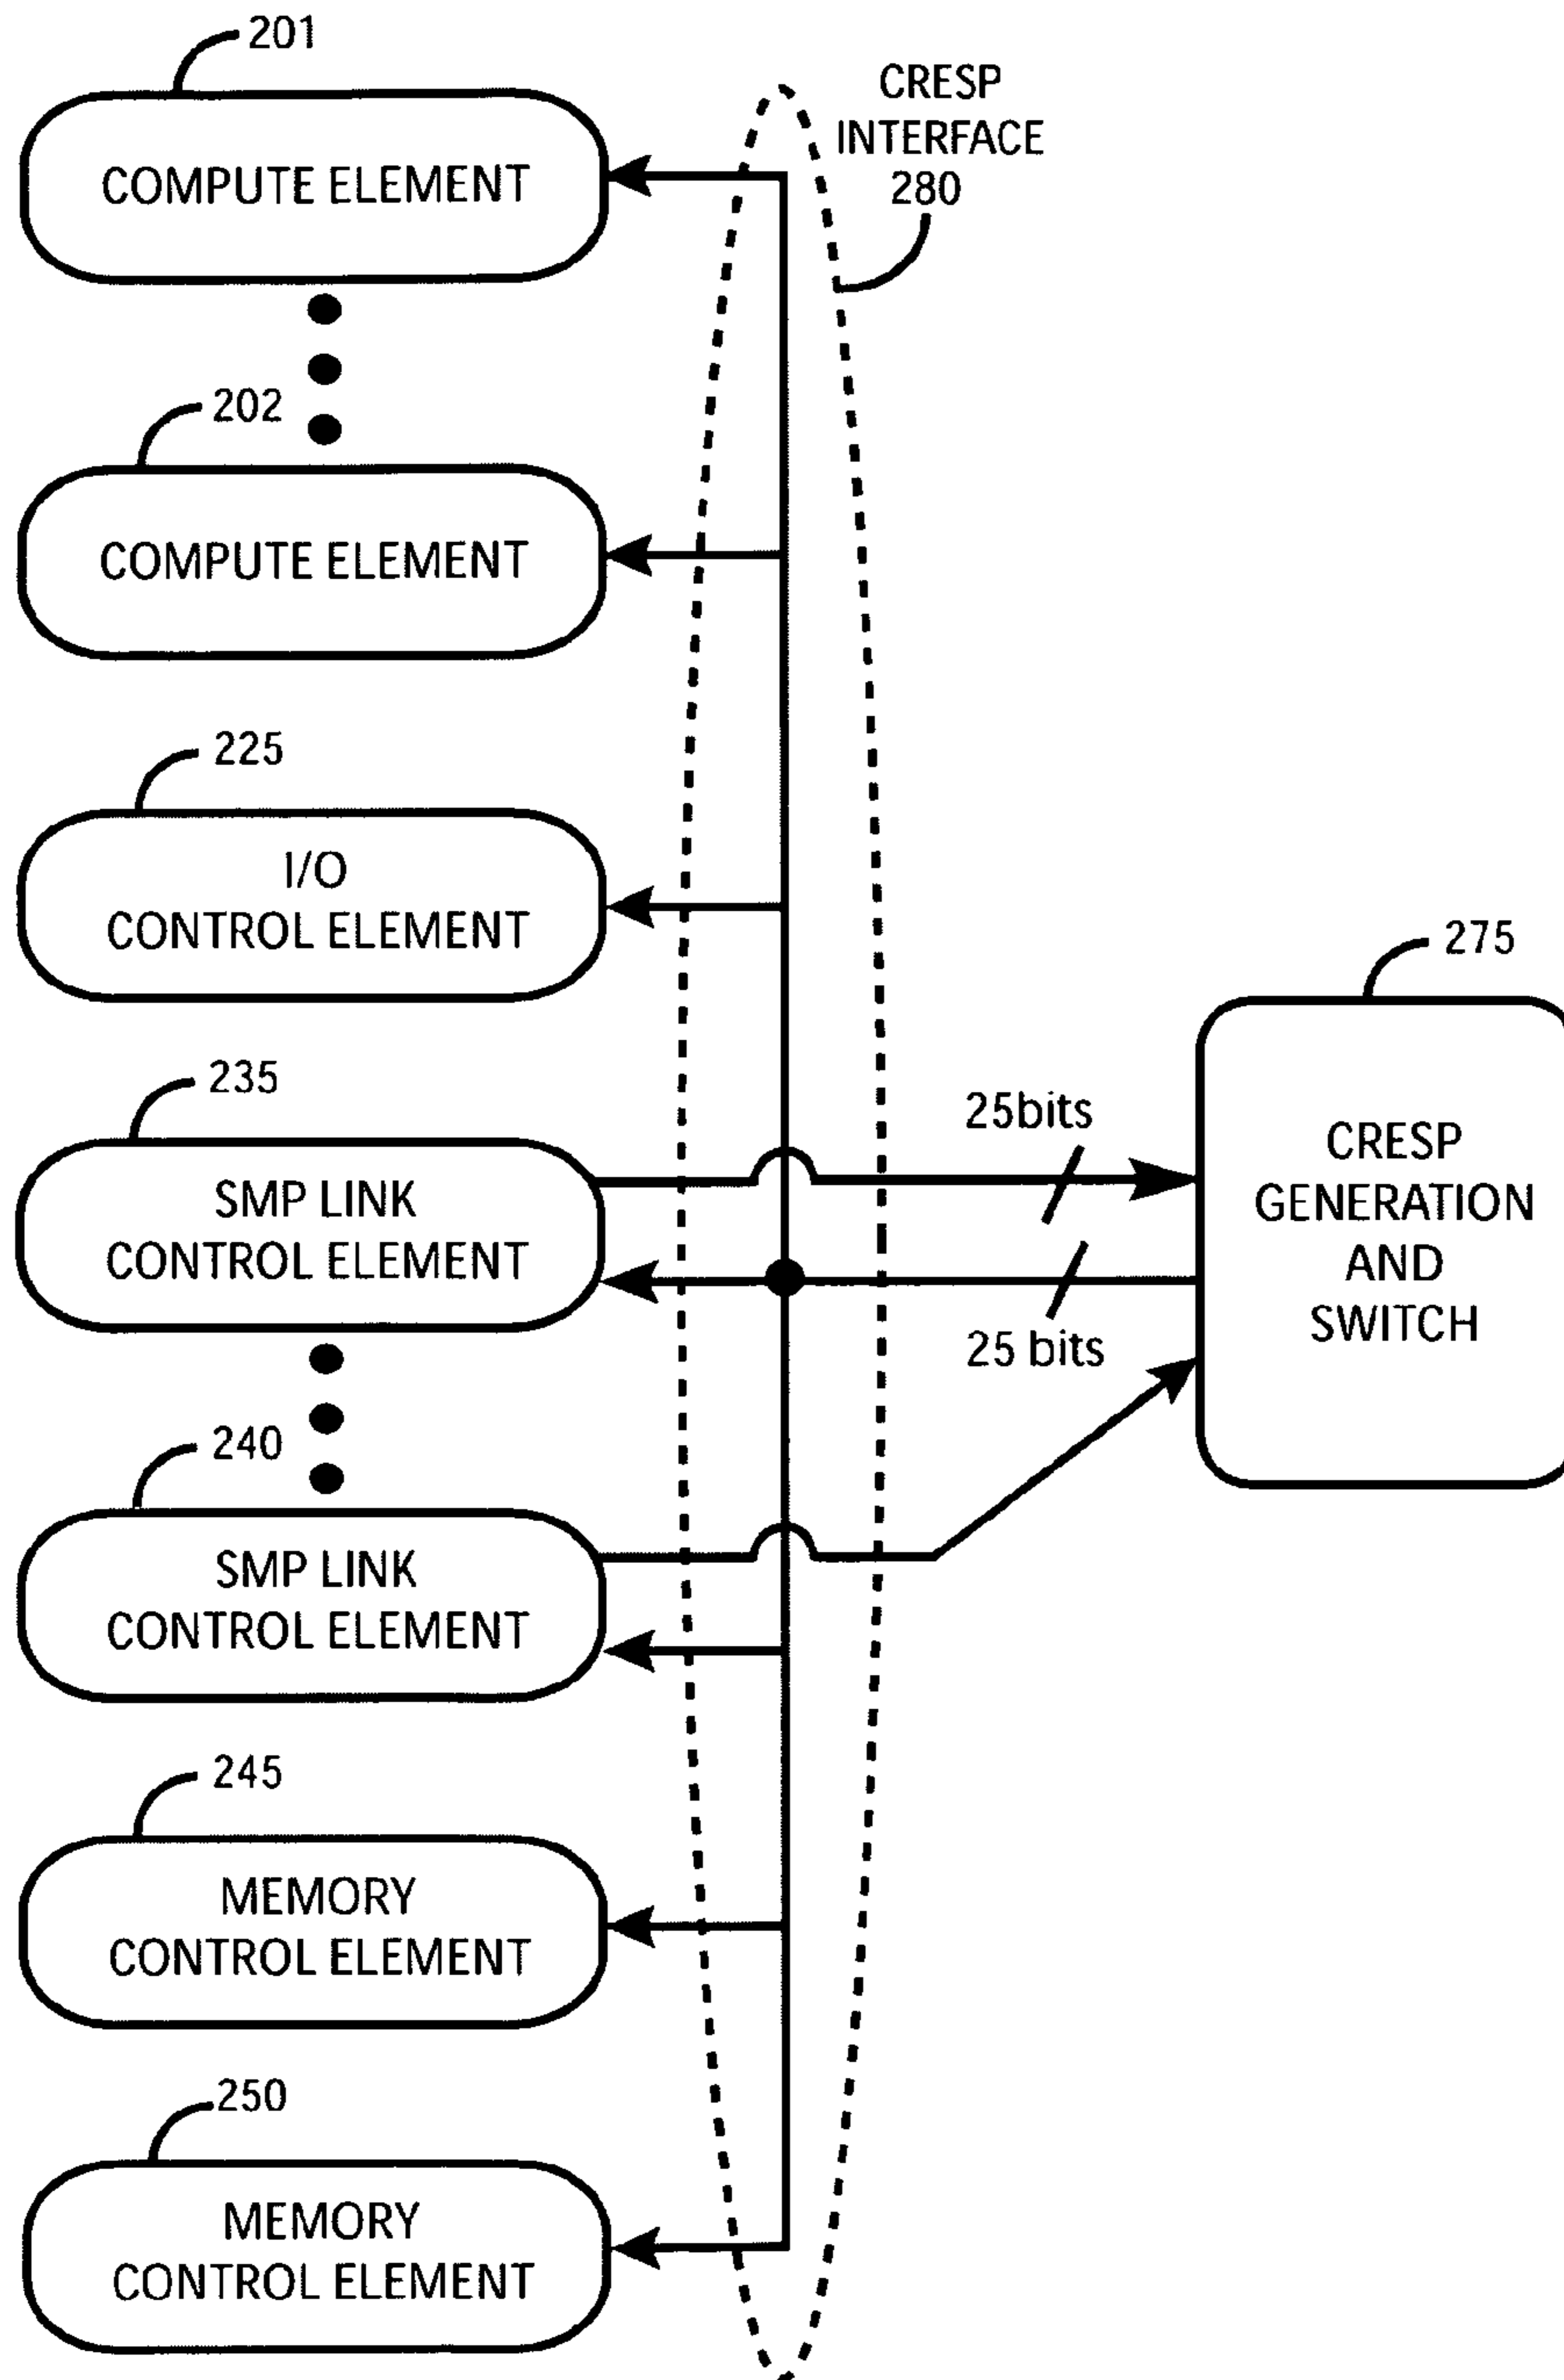 201
CRESP
INTERFACE
280
COMPUTE ELEMENT
202
COMPUTE ELEMENT
225
I/O
CONTROL ELEMENT
275
235
25bits
CRESP
GENERATION
AND
SWITCH
SMP LINK
CONTROL ELEMENT
25 bits
240
SMP LINK
CONTROL ELEMENT
245
MEMORY
CONTROL ELEMENT
250
MEMORY
CONTROL ELEMENT